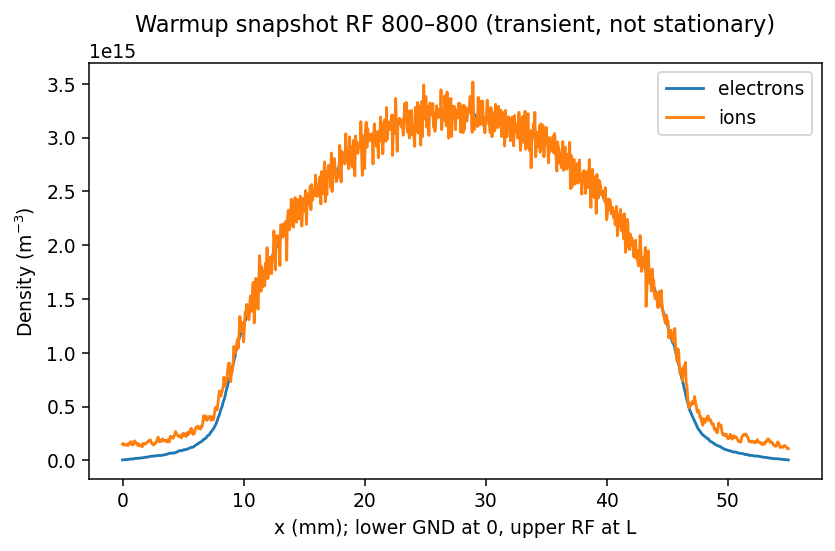 Warmup snapshot RF 800–800 (transient, not stationary)
1e15
electrons
ions
3.5
3.0
2.5
2.0
1.5
1.0
0.5
0.0
Density (m⁻³)
0 10 20 30 40 50
x (mm); lower GND at 0, upper RF at L